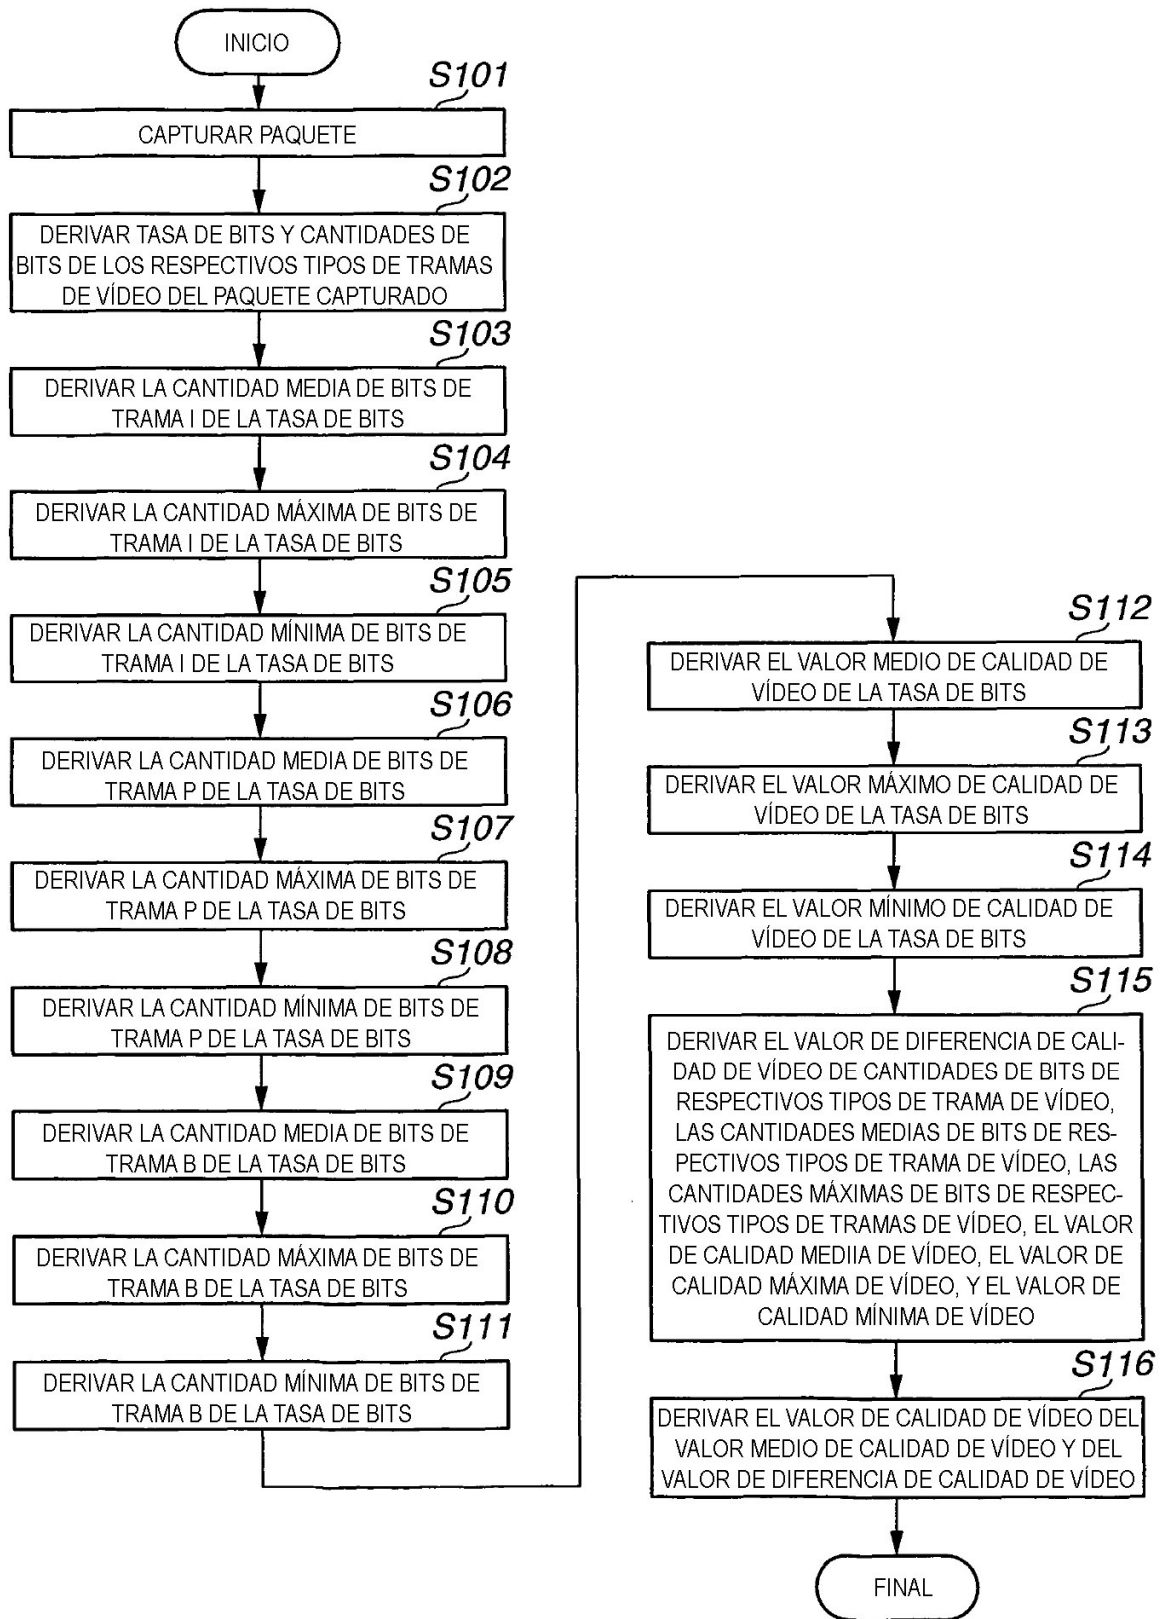 INICIO
S101
CAPTURAR PAQUETE
S102
DERIVAR TASA DE BITS Y CANTIDADES DE
BITS DE LOS RESPECTIVOS TIPOS DE TRAMAS
DE VÍDEO DEL PAQUETE CAPTURADO
S103
DERIVAR LA CANTIDAD MEDIA DE BITS DE
TRAMA I DE LA TASA DE BITS
S104
DERIVAR LA CANTIDAD MÁXIMA DE BITS DE
TRAMA I DE LA TASA DE BITS
S105
DERIVAR LA CANTIDAD MÍNIMA DE BITS DE
TRAMA I DE LA TASA DE BITS
S106
DERIVAR LA CANTIDAD MEDIA DE BITS DE
TRAMA P DE LA TASA DE BITS
S107
DERIVAR LA CANTIDAD MÁXIMA DE BITS DE
TRAMA P DE LA TASA DE BITS
S108
DERIVAR LA CANTIDAD MÍNIMA DE BITS DE
TRAMA P DE LA TASA DE BITS
S109
DERIVAR LA CANTIDAD MEDIA DE BITS DE
TRAMA B DE LA TASA DE BITS
S110
DERIVAR LA CANTIDAD MÁXIMA DE BITS DE
TRAMA B DE LA TASA DE BITS
S111
DERIVAR LA CANTIDAD MÍNIMA DE BITS DE
TRAMA B DE LA TASA DE BITS
S112
DERIVAR EL VALOR MEDIO DE CALIDAD DE
VÍDEO DE LA TASA DE BITS
S113
DERIVAR EL VALOR MÁXIMO DE CALIDAD DE
VÍDEO DE LA TASA DE BITS
S114
DERIVAR EL VALOR MÍNIMO DE CALIDAD DE
VÍDEO DE LA TASA DE BITS
S115
DERIVAR EL VALOR DE DIFERENCIA DE CALI-
DAD DE VÍDEO DE CANTIDADES DE BITS DE
RESPECTIVOS TIPOS DE TRAMA DE VÍDEO,
LAS CANTIDADES MEDIAS DE BITS DE RES-
PECTIVOS TIPOS DE TRAMA DE VÍDEO, LAS
CANTIDADES MÁXIMAS DE BITS DE RESPEC-
TIVOS TIPOS DE TRAMAS DE VÍDEO, EL VALOR
DE CALIDAD MEDIIA DE VÍDEO, EL VALOR DE
CALIDAD MÁXIMA DE VÍDEO, Y EL VALOR DE
CALIDAD MÍNIMA DE VÍDEO
S116
DERIVAR EL VALOR DE CALIDAD DE VÍDEO DEL
VALOR MEDIO DE CALIDAD DE VÍDEO Y DEL
VALOR DE DIFERENCIA DE CALIDAD DE VÍDEO
FINAL